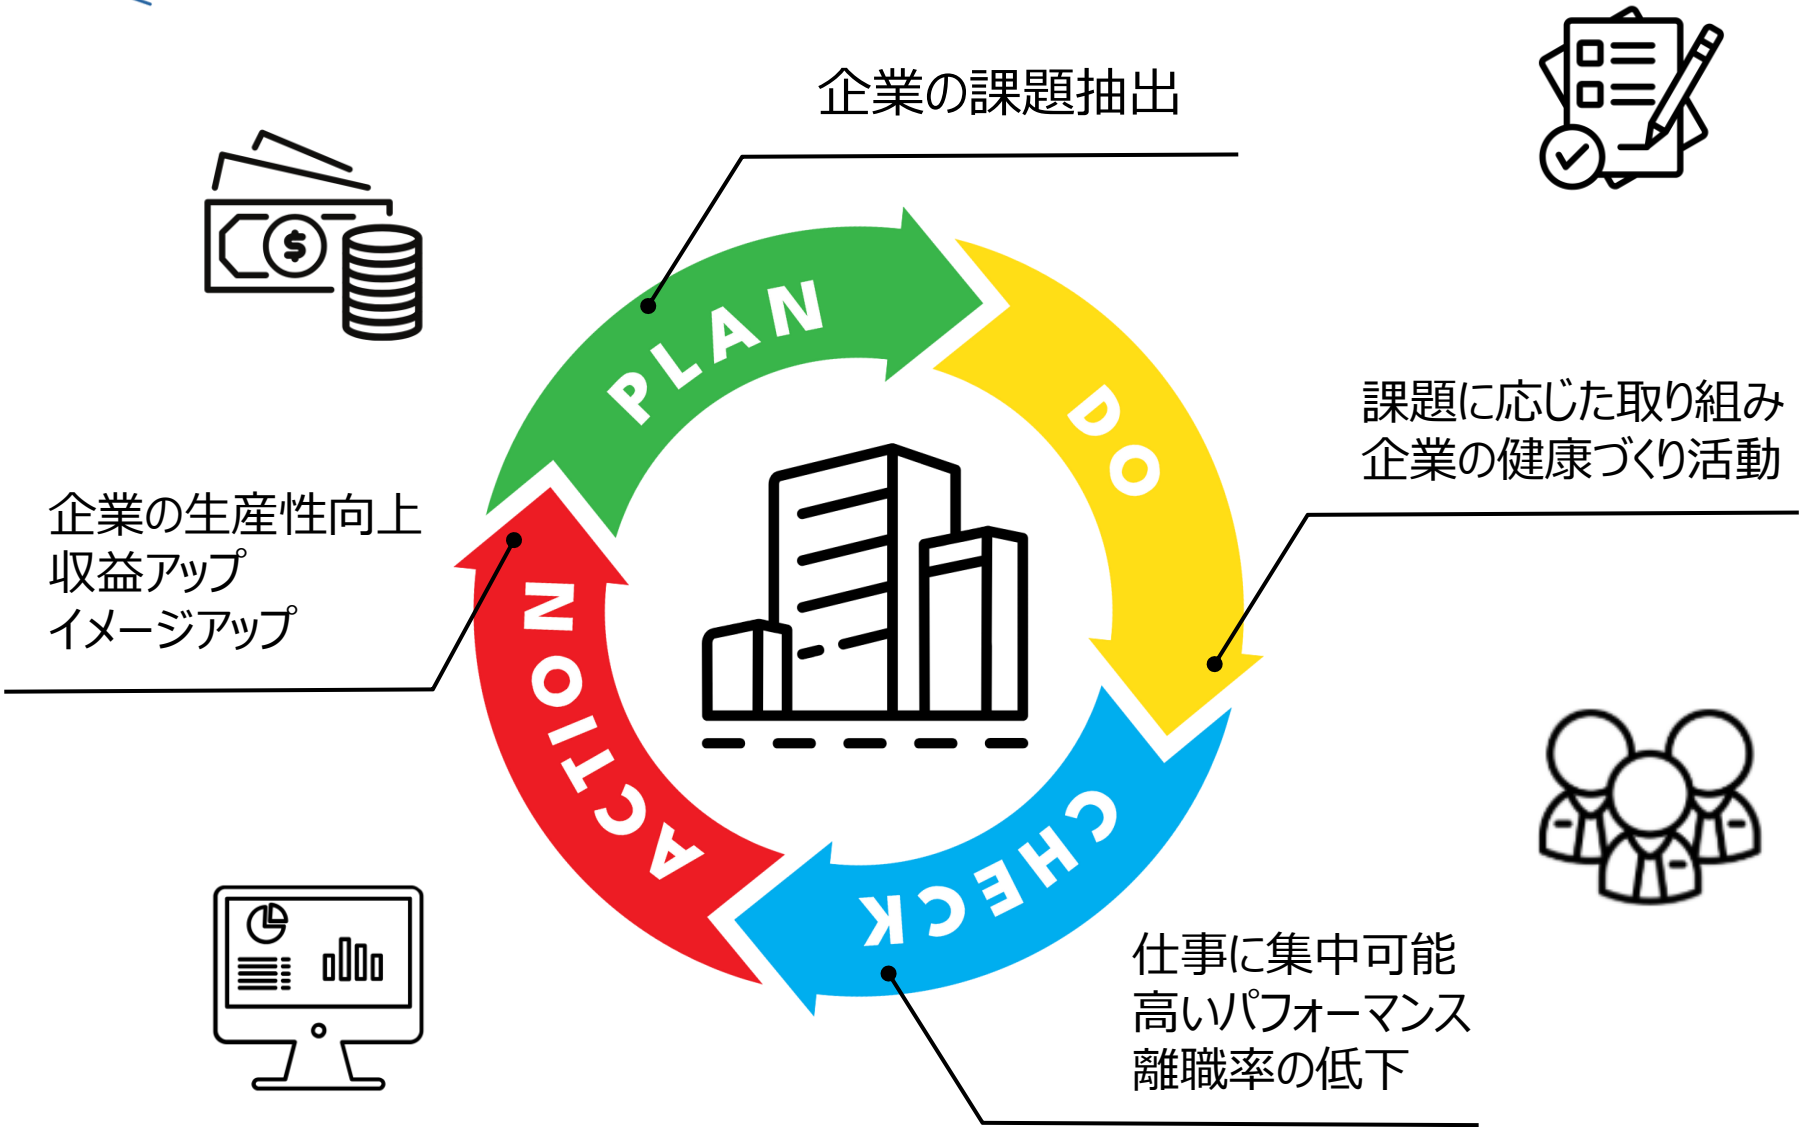 企業の課題抽出
PLAN
DO
課題に応じた取り組み
企業の健康づくり活動
企業の生産性向上
収益アップ
イメージアップ
ACTION
CHECK
仕事に集中可能
高いパフォーマンス
離職率の低下
$